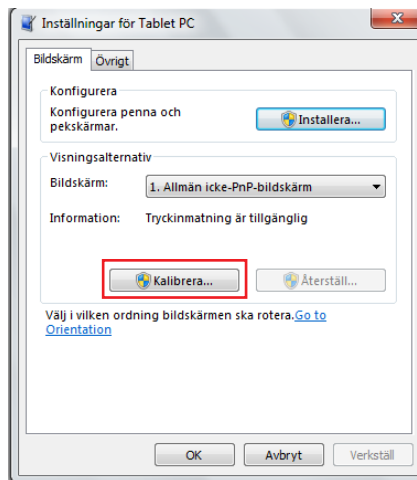 Inställningar för Tablet PC
Bildskärm Övrigt
Konfigurera
Konfigurera penna och
pekskärmar.
Installera...
Visningsalternativ
Bildskärm:
1. Allmän icke-PnP-bildskärm
Information: Tryckinmatning är tillgänglig
Kalibrera... Återställ...
Välj i vilken ordning bildskärmen ska rotera.Go to
Orientation
OK Avbryt Verkställ